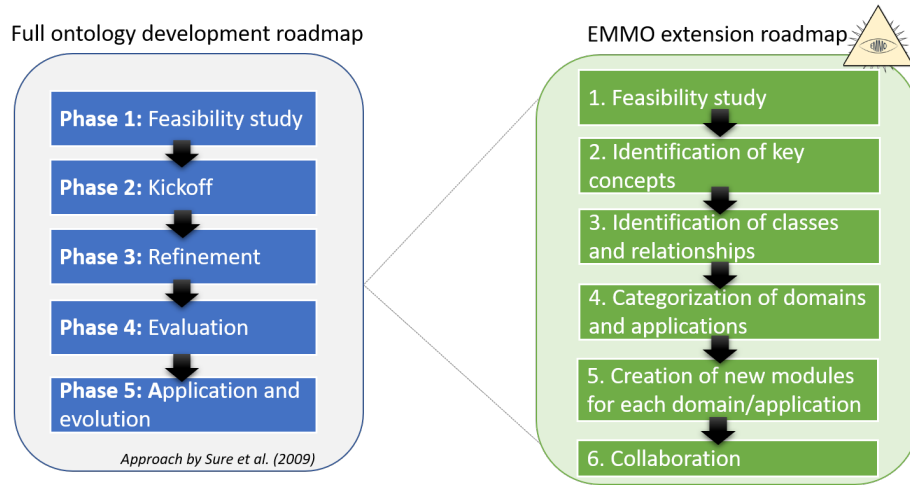 Full ontology development roadmap
Phase 1: Feasibility study
Phase 2: Kickoff
Phase 3: Refinement
Phase 4: Evaluation
Phase 5: Application and
evolution
Approach by Sure et al. (2009)
EMMO extension roadmap
EMMO
1. Feasibility study
2. Identification of key
concepts
3. Identification of classes
and relationships
4. Categorization of domains
and applications
5. Creation of new modules
for each domain/application
6. Collaboration